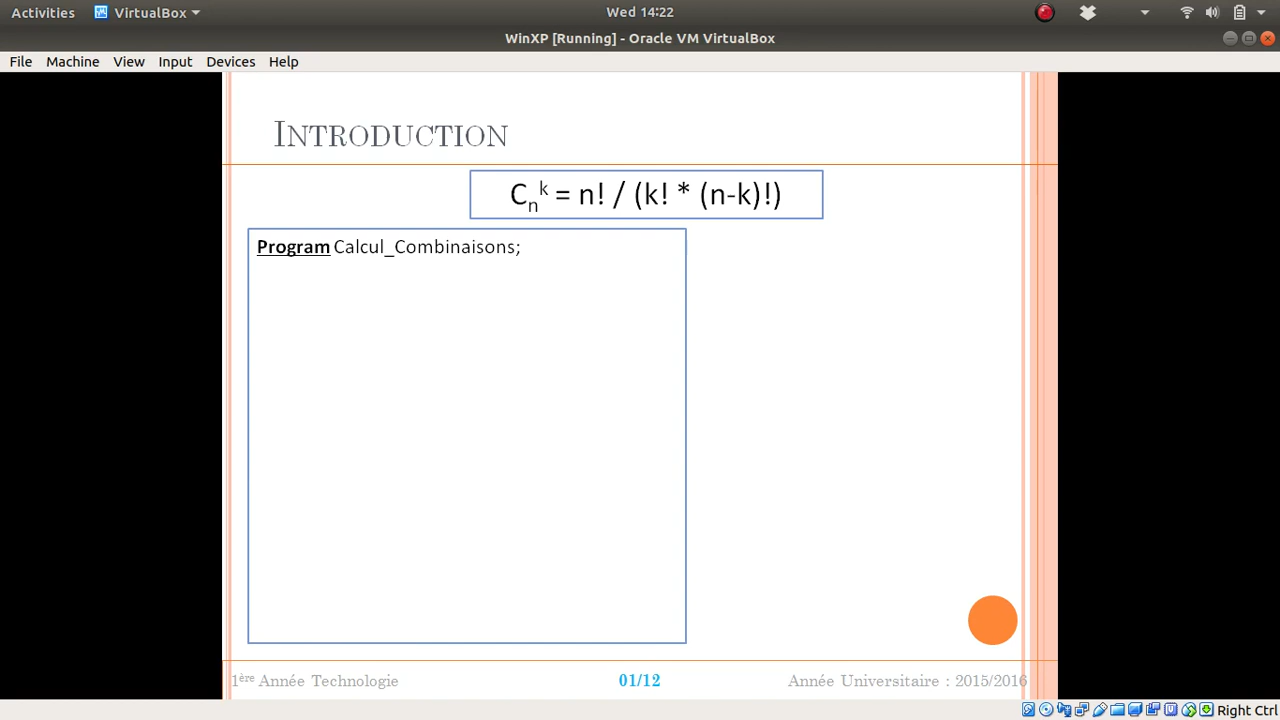 Activities VirtualBox Wed 14:22
WinXP [Running] - Oracle VM VirtualBox
File Machine View Input Devices Help
INTRODUCTION
Cₙᵏ = n! / (k! * (n-k)!)
Program Calcul_Combinaisons;
1ère Année Technologie 01/12 Année Universitaire : 2015/2016
Right Ctrl